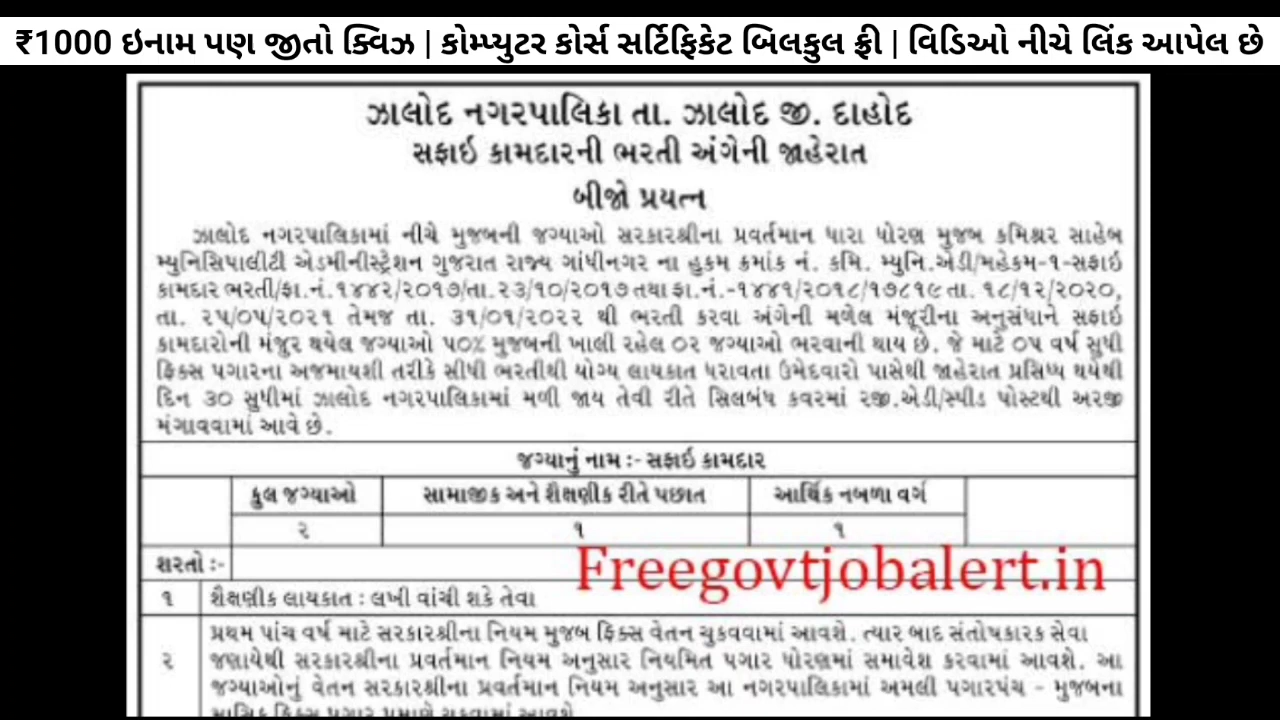 ₹1000 ઇનામ પણ જીતો ક્વિઝ | કોમ્પ્યુટર કોર્સ સર્ટિફિકેટ બિલકુલ ફ્રી | વિડિઓ નીચે લિંક આપેલ છે
ઝાલોદ નગરપાલિકા તા. ઝાલોદ જી. દાહોદ
સફાઇ કામદારની ભરતી અંગેની જાહેરાત
બીજો પ્રયત્ન
ઝાલોદ નગરપાલિકામાં નીચે મુજબની જગ્યાઓ સરકારશ્રીના પ્રવર્તમાન ધારા ધોરણ મુજબ કમિશ્નર સાહેબ
મ્યુનિસિપાલીટી એડમીનીસ્ટ્રેશન ગુજરાત રાજ્ય ગાંધીનગર ના હુકમ ક્રમાંક નં. કમિ. મ્યુનિ.એડી/મહેકમ-૧-સફાઇ
કામદાર ભરતી/ફા.નં.૧૪૪૨/૨૦૧૭/તા.૨૩/૧૦/૨૦૧૭ તથા ફા.નં.-૧૪૪૧/૨૦૧૮/૧૭૮૧૯ તા. ૧૮/૧૨/૨૦૨૦,
તા. ૨૫/૦૫/૨૦૨૧ તેમજ તા. ૩૧/૦૧/૨૦૨૨ થી ભરતી કરવા અંગેની મળેલ મંજૂરીના અનુસંધાને સફાઇ
કામદારોની મંજુર થયેલ જગ્યાઓ ૫૦% મુજબની ખાલી રહેલ ૦૨ જગ્યાઓ ભરવાની થાય છે. જે માટે ૦૫ વર્ષ સુધી
ફિક્સ પગારના અજમાયશી તરીકે સીધી ભરતીથી યોગ્ય લાયકાત ધરાવતા ઉમેદવારો પાસેથી જાહેરાત પ્રસિધ્ધ થયેથી
દિન ૩૦ સુધીમાં ઝાલોદ નગરપાલિકામાં મળી જાય તેવી રીતે સિલબંધ કવરમાં રજી.એડી/સ્પીડ પોસ્ટથી અરજી
મંગાવવામાં આવે છે.
જગ્યાનું નામ :- સફાઇ કામદાર
કુલ જગ્યાઓ સામાજીક અને શૈક્ષણીક રીતે પછાત આર્થિક નબળા વર્ગ
૨ ૧ ૧
શરતો :-
Freegovtjobalert.in
૧ શૈક્ષણીક લાયકાત : લખી વાંચી શકે તેવા
પ્રથમ પાંચ વર્ષ માટે સરકારશ્રીના નિયમ મુજબ ફિક્સ વેતન ચુકવવામાં આવશે. ત્યાર બાદ સંતોષકારક સેવા
૨ જણાયેથી સરકારશ્રીના પ્રવર્તમાન નિયમ અનુસાર નિયમિત પગાર ધોરણમાં સમાવેશ કરવામાં આવશે. આ
જગ્યાઓનું વેતન સરકારશ્રીના પ્રવર્તમાન નિયમ અનુસાર આ નગરપાલિકામાં અમલી પગારપંચ - મુજબના